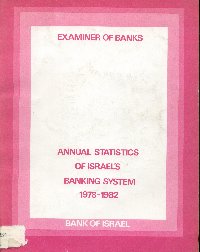 EXAMINER OF BANKS
ANNUAL STATISTICS
OF ISRAEL'S
BANKING SYSTEM
1978-1982
BANK OF ISRAEL